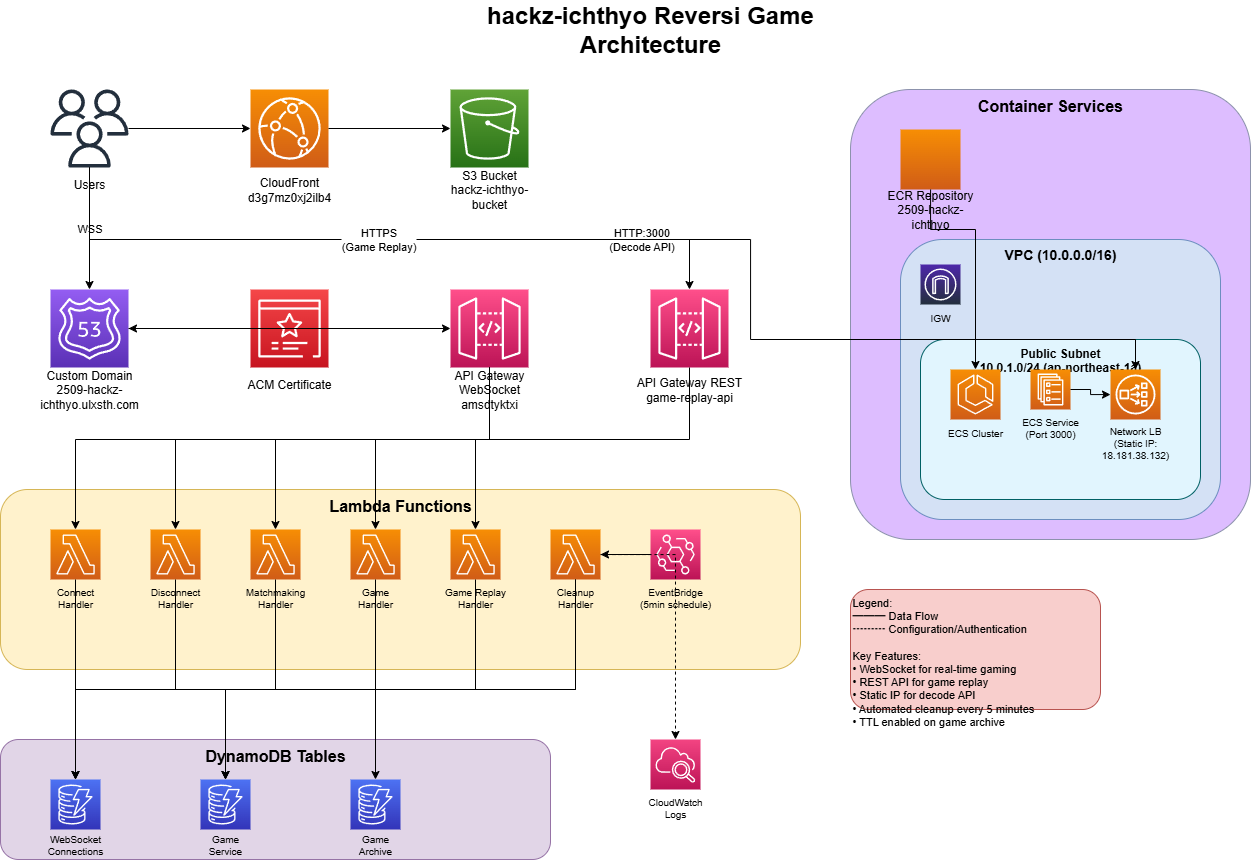 hackz-ichthyo Reversi Game
Architecture
Users
CloudFront
d3g7mz0xj2ilb4
S3 Bucket
hackz-ichthyo-
bucket
WSS
HTTPS
(Game Replay)
HTTP:3000
(Decode API)
53
Custom Domain
2509-hackz-
ichthyo.ulxsth.com
ACM Certificate
API Gateway
WebSocket
amsdtyktxi
API Gateway REST
game-replay-api
Container Services
ECR Repository
2509-hackz-
ichthyo
VPC (10.0.0.0/16)
IGW
Public Subnet
10.0.1.0/24 (ap-northeast-1a)
ECS Cluster
ECS Service
(Port 3000)
Network LB
(Static IP:
18.181.38.132)
Lambda Functions
Connect
Handler
Disconnect
Handler
Matchmaking
Handler
Game
Handler
Game Replay
Handler
Cleanup
Handler
EventBridge
(5min schedule)
Legend:
——— Data Flow
--------- Configuration/Authentication
Key Features:
• WebSocket for real-time gaming
• REST API for game replay
• Static IP for decode API
• Automated cleanup every 5 minutes
• TTL enabled on game archive
DynamoDB Tables
WebSocket
Connections
Game
Service
Game
Archive
CloudWatch
Logs